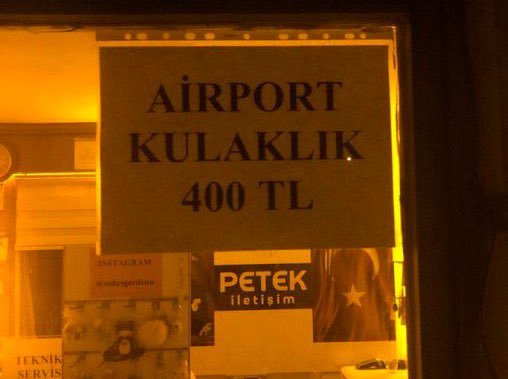 AİRPORT
KULAKLIK
400 TL
INSTAGRAM
PETEK
iletişim
TEKNİK
SERVİS